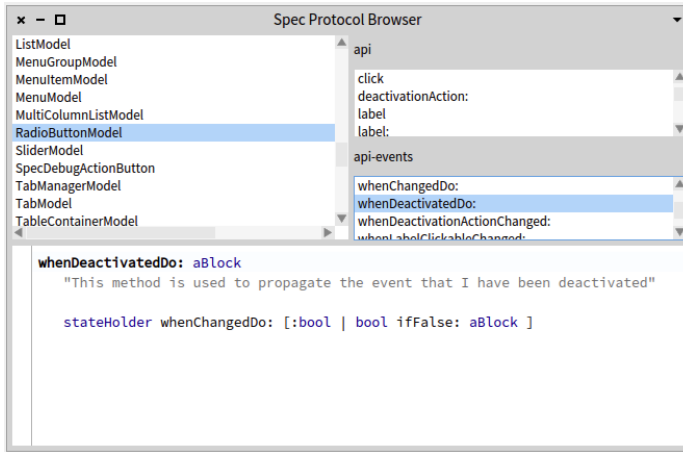 Spec Protocol Browser
ListModel
MenuGroupModel
MenuItemModel
MenuModel
MultiColumnListModel
RadioButtonModel
SliderModel
SpecDebugActionButton
TabManagerModel
TabModel
TableContainerModel
api
click
deactivationAction:
label
label:
api-events
whenChangedDo:
whenDeactivatedDo:
whenDeactivationActionChanged:
whenLabelClickableChanged:
whenDeactivatedDo: aBlock
"This method is used to propagate the event that I have been deactivated"
stateHolder whenChangedDo: [:bool | bool ifFalse: aBlock ]